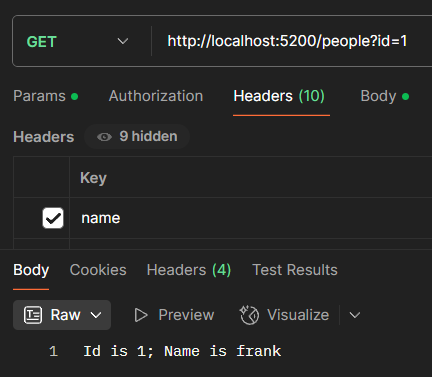 GET http://localhost:5200/people?id=1
Params Authorization Headers (10) Body
Headers 9 hidden
Key
name
Body Cookies Headers (4) Test Results
Raw Preview Visualize
1 Id is 1; Name is frank